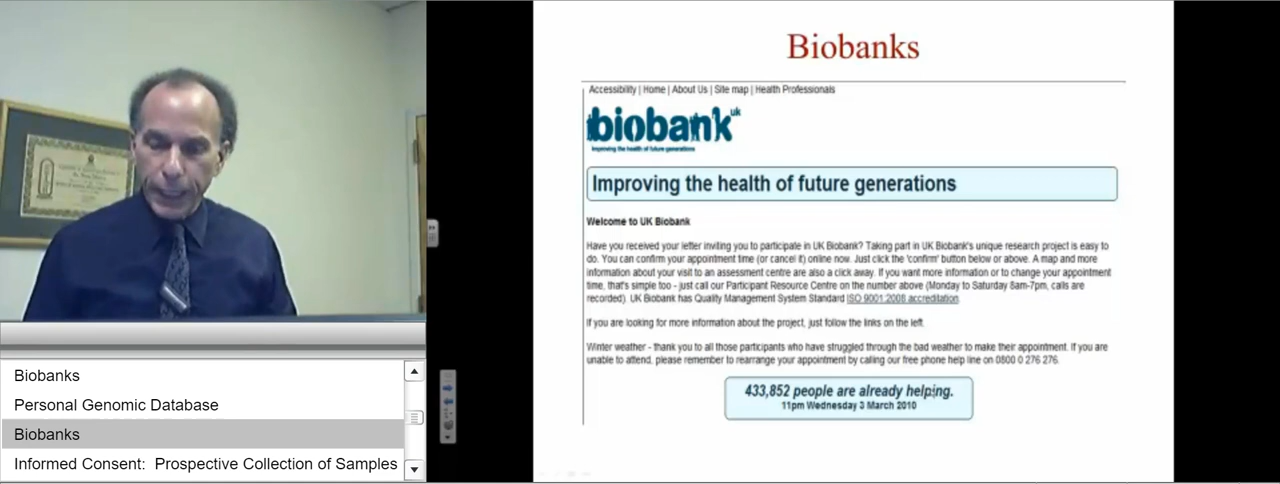 Biobanks
Accessibility | Home | About Us | Site map | Health Professionals
biobank uk
Improving the health of future generations
Improving the health of future generations
Welcome to UK Biobank
Have you received your letter inviting you to participate in UK Biobank? Taking part in UK Biobank's unique research project is easy to
do. You can confirm your appointment time (or cancel it) online now. Just click the 'confirm' button below or above. A map and more
information about your visit to an assessment centre are also a click away. If you want more information or to change your appointment
time, that's simple too - just call our Participant Resource Centre on the number above (Monday to Saturday 8am-7pm, calls are
recorded). UK Biobank has Quality Management System Standard ISO 9001:2008 accreditation.
If you are looking for more information about the project, just follow the links on the left.
Winter weather - thank you to all those participants who have struggled through the bad weather to make their appointment. If you are
unable to attend, please remember to rearrange your appointment by calling our free phone help line on 0800 0 276 276.
433,852 people are already helping.
11pm Wednesday 3 March 2010
Biobanks
Personal Genomic Database
Biobanks
Informed Consent: Prospective Collection of Samples